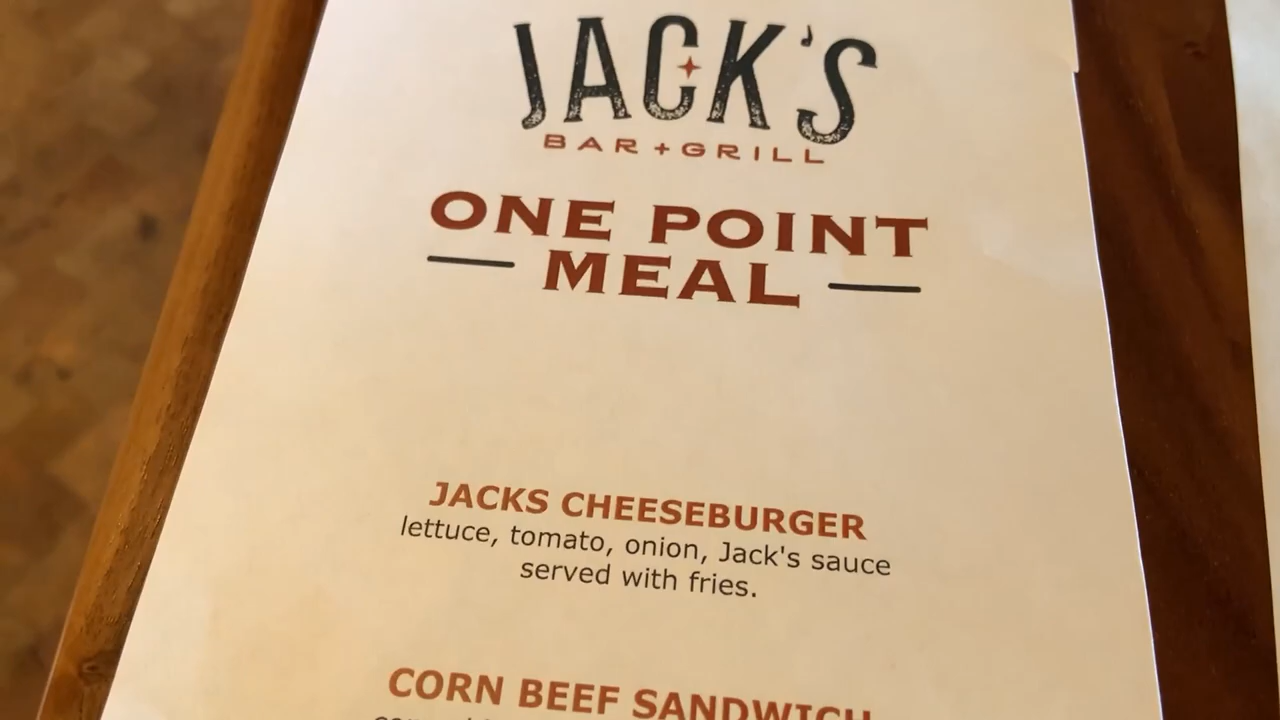 JACK'S
BAR+GRILL
ONE POINT
MEAL
JACKS CHEESEBURGER
lettuce, tomato, onion, Jack's sauce
served with fries.
CORN BEEF SANDWICH